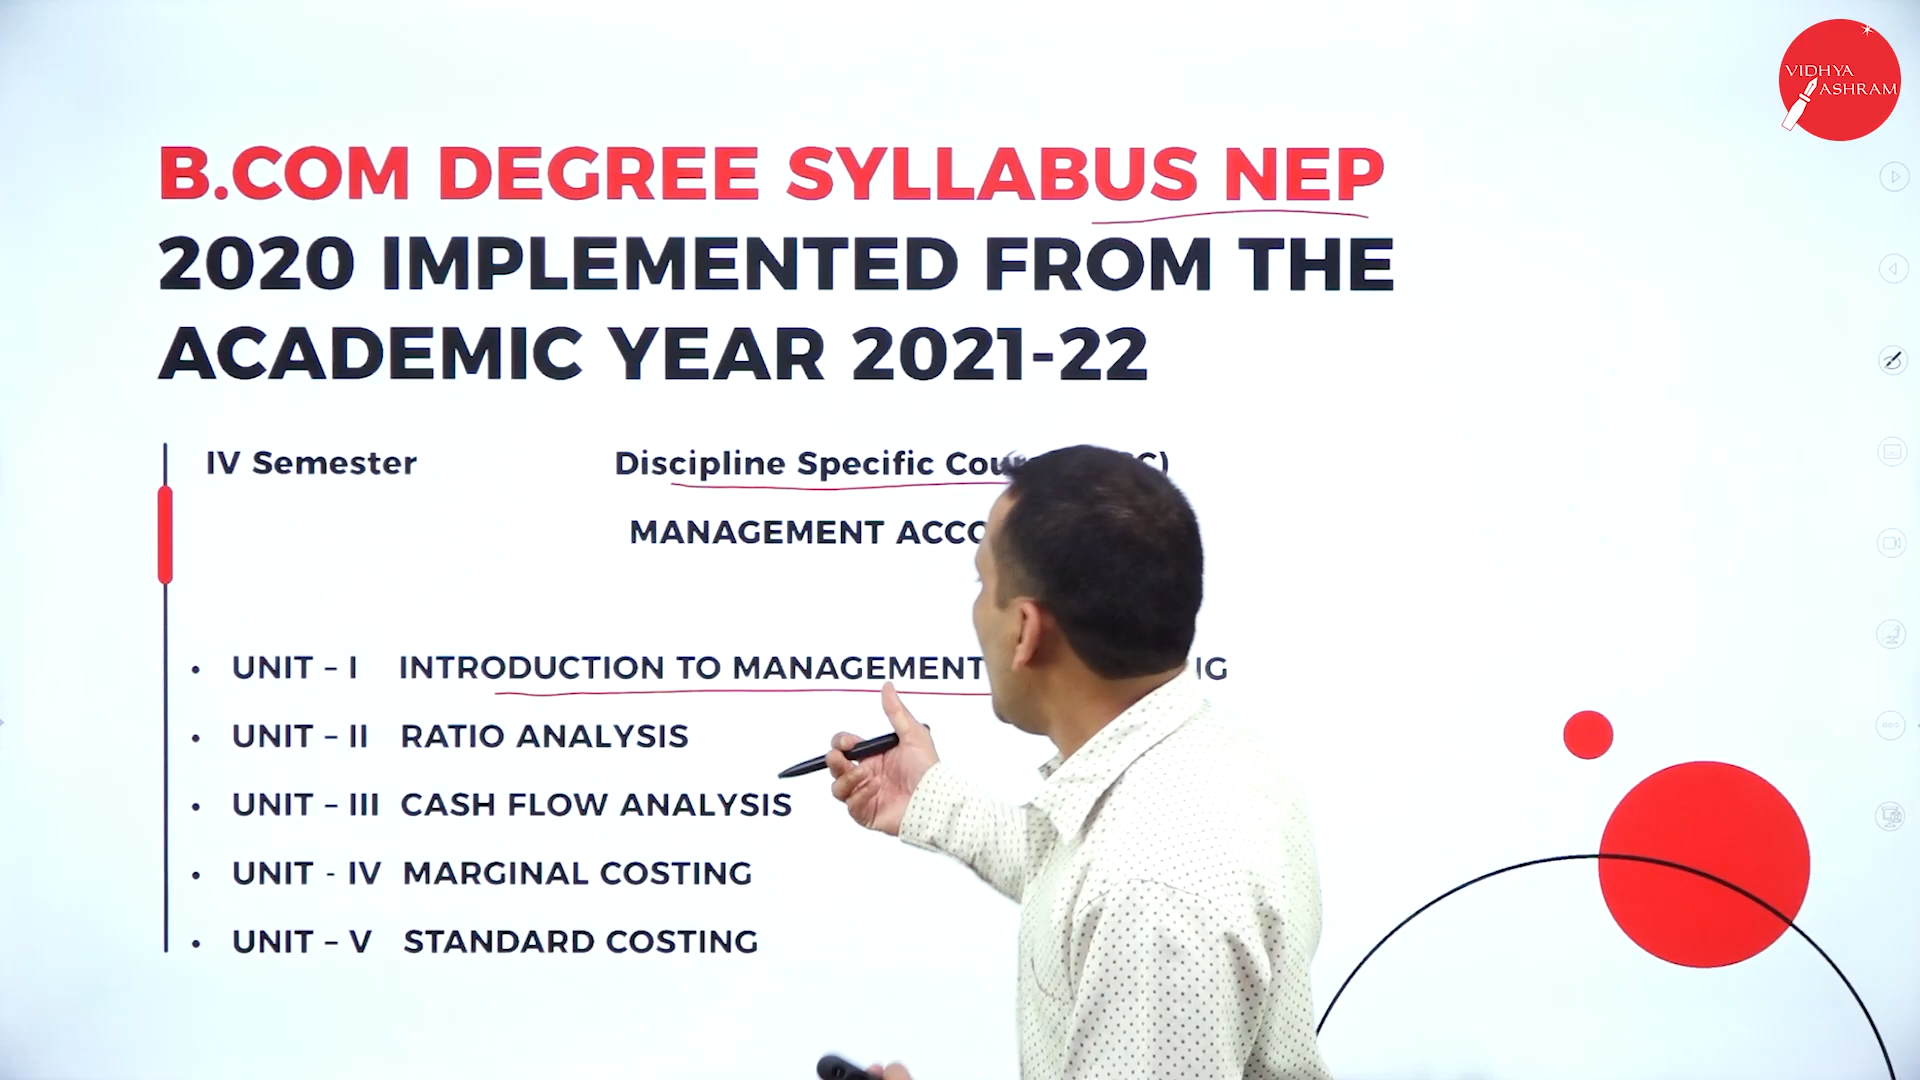 VIDHYA
ASHRAM
B.COM DEGREE SYLLABUS NEP
2020 IMPLEMENTED FROM THE
ACADEMIC YEAR 2021-22
IV Semester Discipline Specific
MANAGEMENT
• UNIT – I INTRODUCTION TO MANAGEMENT
• UNIT – II RATIO ANALYSIS
• UNIT – III CASH FLOW ANALYSIS
• UNIT - IV MARGINAL COSTING
• UNIT – V STANDARD COSTING